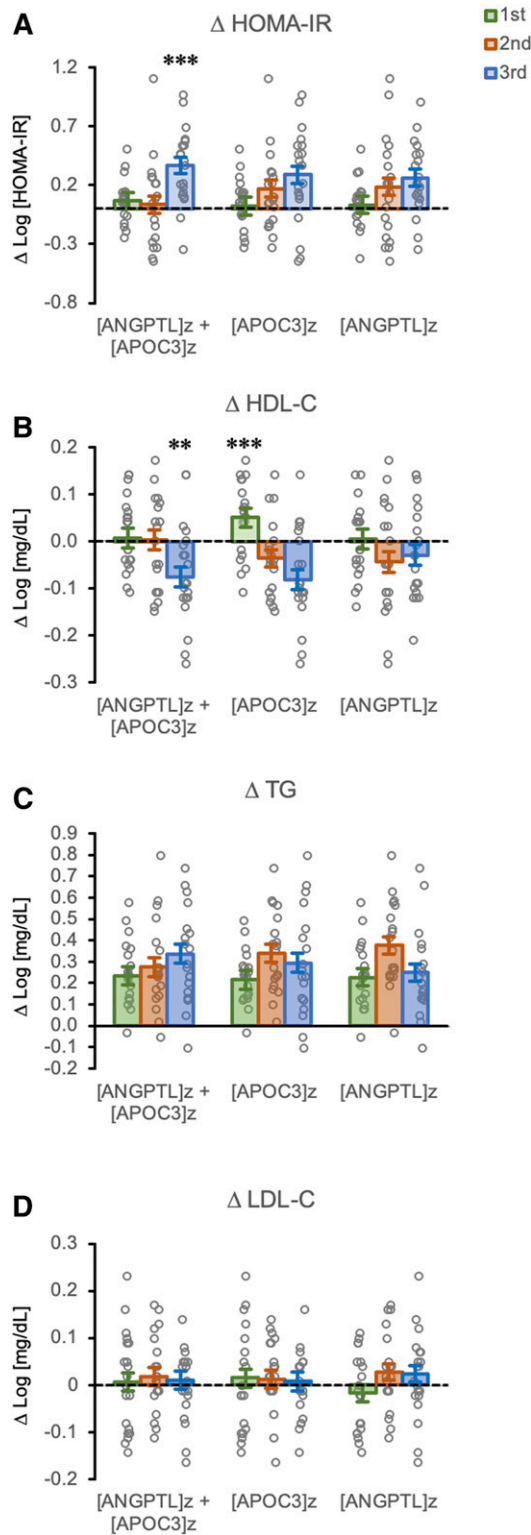 A
Δ HOMA-IR
1st
2nd
3rd
***
Δ Log [HOMA-IR]
1.2
0.7
0.2
-0.3
-0.8
[ANGPTL]z +
[APOC3]z
[APOC3]z
[ANGPTL]z
B
Δ HDL-C
** ***
Δ Log [mg/dL]
0.2
0.1
0.0
-0.1
-0.2
-0.3
[ANGPTL]z +
[APOC3]z
[APOC3]z
[ANGPTL]z
C
Δ TG
Δ Log [mg/dL]
0.9
0.8
0.7
0.6
0.5
0.4
0.3
0.2
0.1
0.0
-0.1
-0.2
[ANGPTL]z +
[APOC3]z
[APOC3]z
[ANGPTL]z
D
Δ LDL-C
Δ Log [mg/dL]
0.3
0.2
0.1
0
-0.1
-0.2
[ANGPTL]z +
[APOC3]z
[APOC3]z
[ANGPTL]z